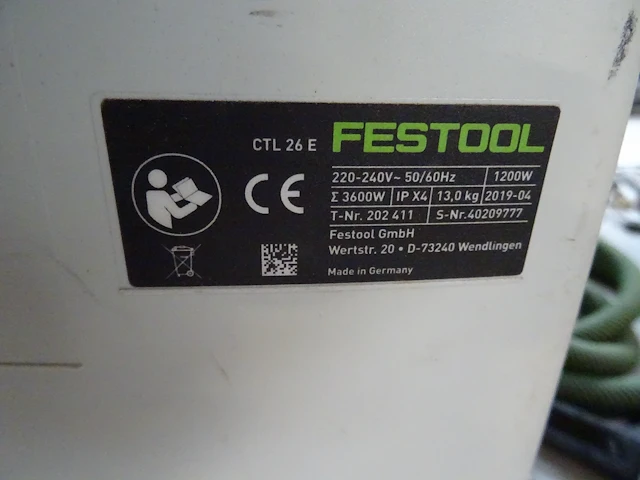 CTL 26 E FESTOOL
220-240V~ 50/60Hz 1200W
Σ 3600W IP X4 13,0 kg 2019-04
T-Nr. 202 411 S-Nr.40209777
Festool GmbH
Wertstr. 20 • D-73240 Wendlingen
Made in Germany
CE